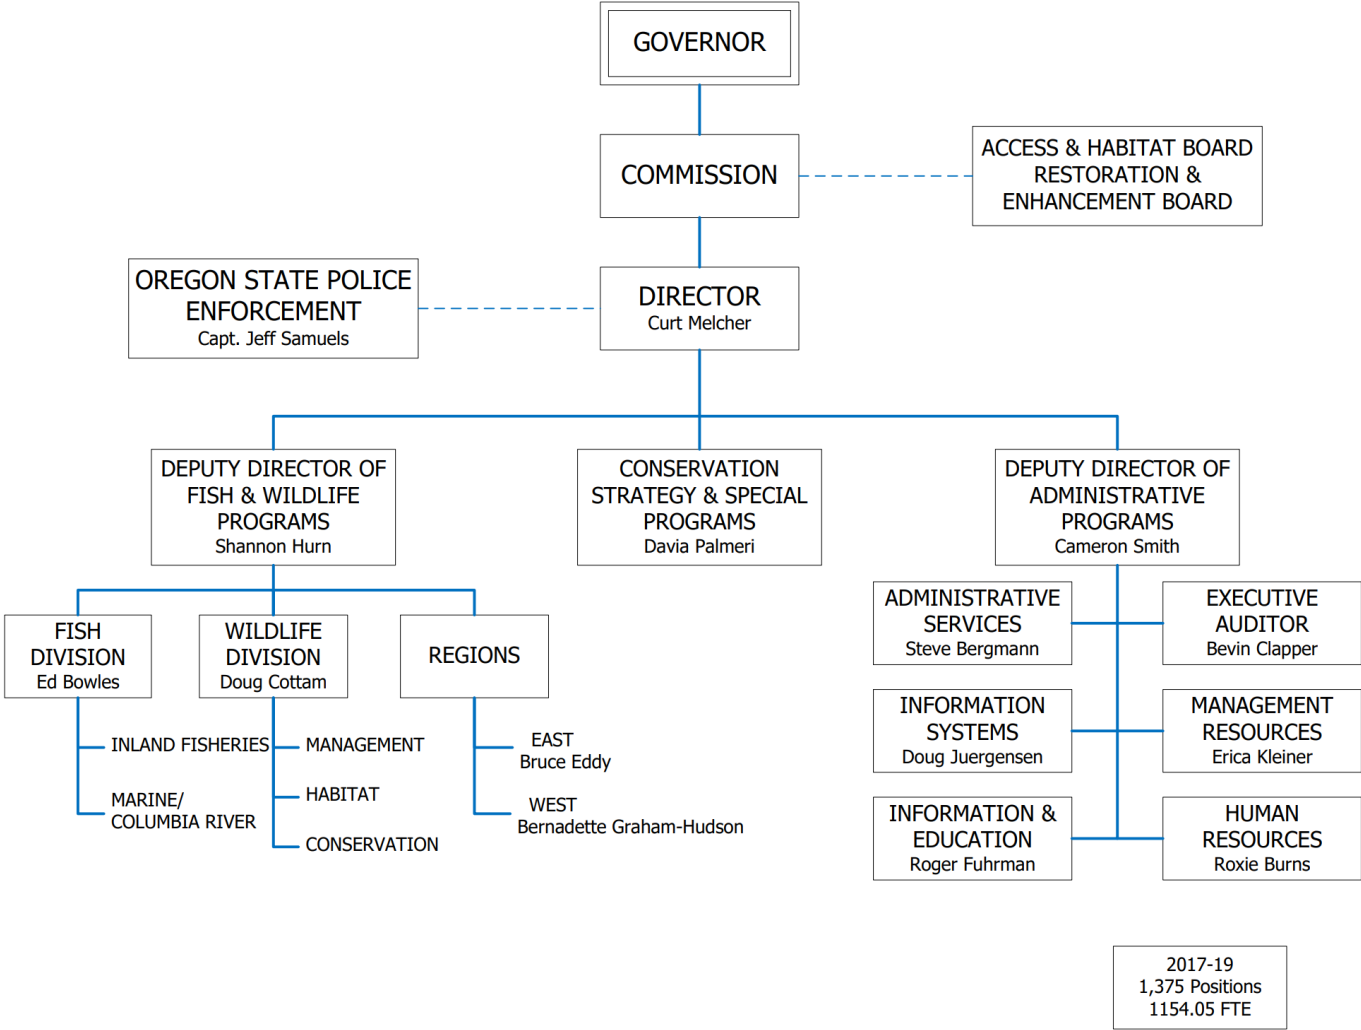 GOVERNOR
COMMISSION
ACCESS & HABITAT BOARD
RESTORATION &
ENHANCEMENT BOARD
OREGON STATE POLICE
ENFORCEMENT
Capt. Jeff Samuels
DIRECTOR
Curt Melcher
DEPUTY DIRECTOR OF
FISH & WILDLIFE
PROGRAMS
Shannon Hurn
CONSERVATION
STRATEGY & SPECIAL
PROGRAMS
Davia Palmeri
DEPUTY DIRECTOR OF
ADMINISTRATIVE
PROGRAMS
Cameron Smith
FISH
DIVISION
Ed Bowles
WILDLIFE
DIVISION
Doug Cottam
REGIONS
INLAND FISHERIES
MARINE/
COLUMBIA RIVER
MANAGEMENT
HABITAT
CONSERVATION
EAST
Bruce Eddy
WEST
Bernadette Graham-Hudson
ADMINISTRATIVE
SERVICES
Steve Bergmann
EXECUTIVE
AUDITOR
Bevin Clapper
INFORMATION
SYSTEMS
Doug Juergensen
MANAGEMENT
RESOURCES
Erica Kleiner
INFORMATION &
EDUCATION
Roger Fuhrman
HUMAN
RESOURCES
Roxie Burns
2017-19
1,375 Positions
1154.05 FTE